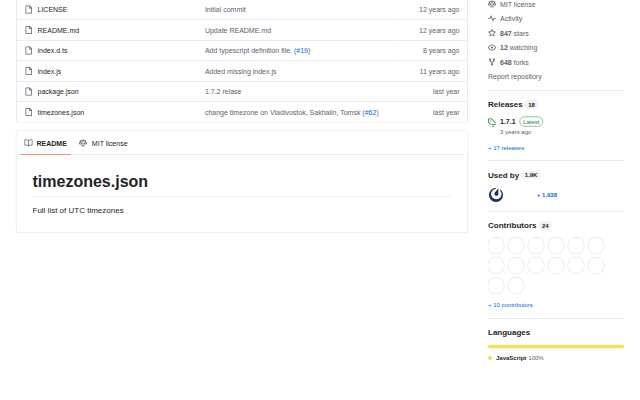 LICENSE Initial commit 12 years ago
README.md Update README.md 12 years ago
index.d.ts Add typescript definition file. (#19) 8 years ago
index.js Added missing index.js 11 years ago
package.json 1.7.2 relase last year
timezones.json change timezone on Vladivostok, Sakhalin, Tomsk (#62) last year
README MIT license
timezones.json
Full list of UTC timezones
MIT license
Activity
847 stars
12 watching
648 forks
Report repository
Releases 18
1.7.1 Latest
3 years ago
+ 17 releases
Used by 1.9K
+ 1,938
Contributors 24
+ 10 contributors
Languages
JavaScript 100%